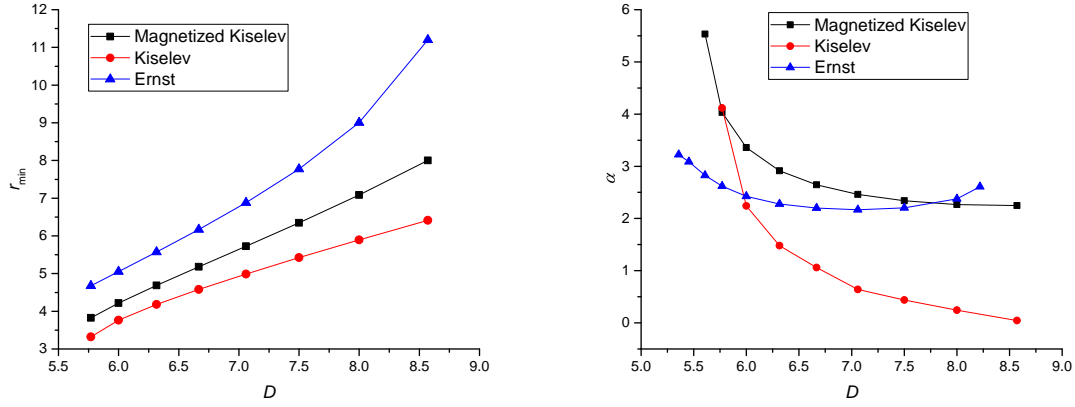 12
11
10
9
8
7
6
5
4
3
r min
5.5 6.0 6.5 7.0 7.5 8.0 8.5 9.0
D
Magnetized Kiselev
Kiselev
Ernst
6
5
4
3
2
1
0
α
5.0 5.5 6.0 6.5 7.0 7.5 8.0 8.5 9.0
D
Magnetized Kiselev
Kiselev
Ernst